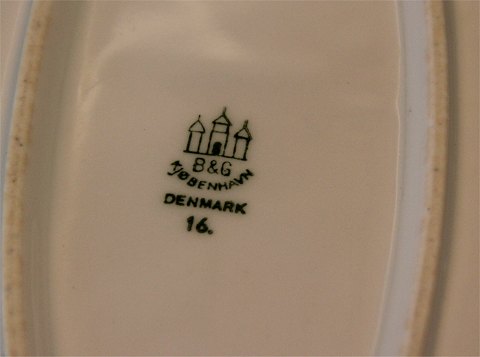 B&G
KJØBENHAVN
DENMARK
16.